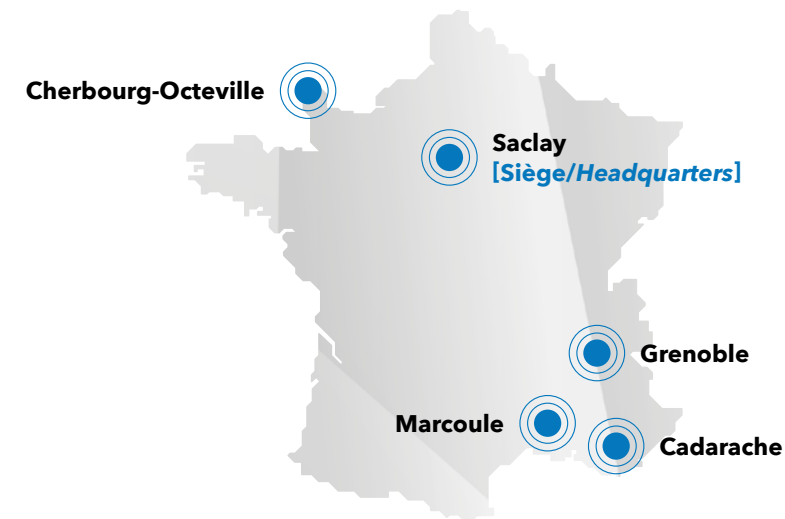 Cherbourg-Octeville
Saclay
[Siège/Headquarters]
Grenoble
Marcoule
Cadarache